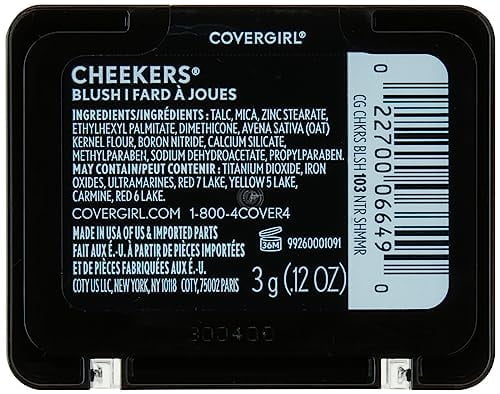 COVERGIRL®
CHEEKERS®
BLUSH I FARD À JOUES
INGREDIENTS/INGRÉDIENTS: TALC, MICA, ZINC STEARATE,
ETHYLHEXYL PALMITATE, DIMETHICONE, AVENA SATIVA (OAT)
KERNEL FLOUR, BORON NITRIDE, CALCIUM SILICATE,
METHYLPARABEN, SODIUM DEHYDROACETATE, PROPYLPARABEN.
MAY CONTAIN/PEUT CONTENIR: TITANIUM DIOXIDE, IRON
OXIDES, ULTRAMARINES, RED 7 LAKE, YELLOW 5 LAKE,
CARMINE, RED 6 LAKE.
COVERGIRL.COM 1-800-4COVER4
MADE IN USA OF US & IMPORTED PARTS
FAIT AUX É.-U. À PARTIR DE PIÈCES IMPORTÉES
ET DE PIÈCES FABRIQUÉES AUX É.-U.
COTY US LLC, NEW YORK, NY 10118 COTY, 75002 PARIS
36M
99260001091
3 g (.12 OZ)
CG CHKRS BLSH 103 NTR SHMMR
0 22700 06649 0
300400